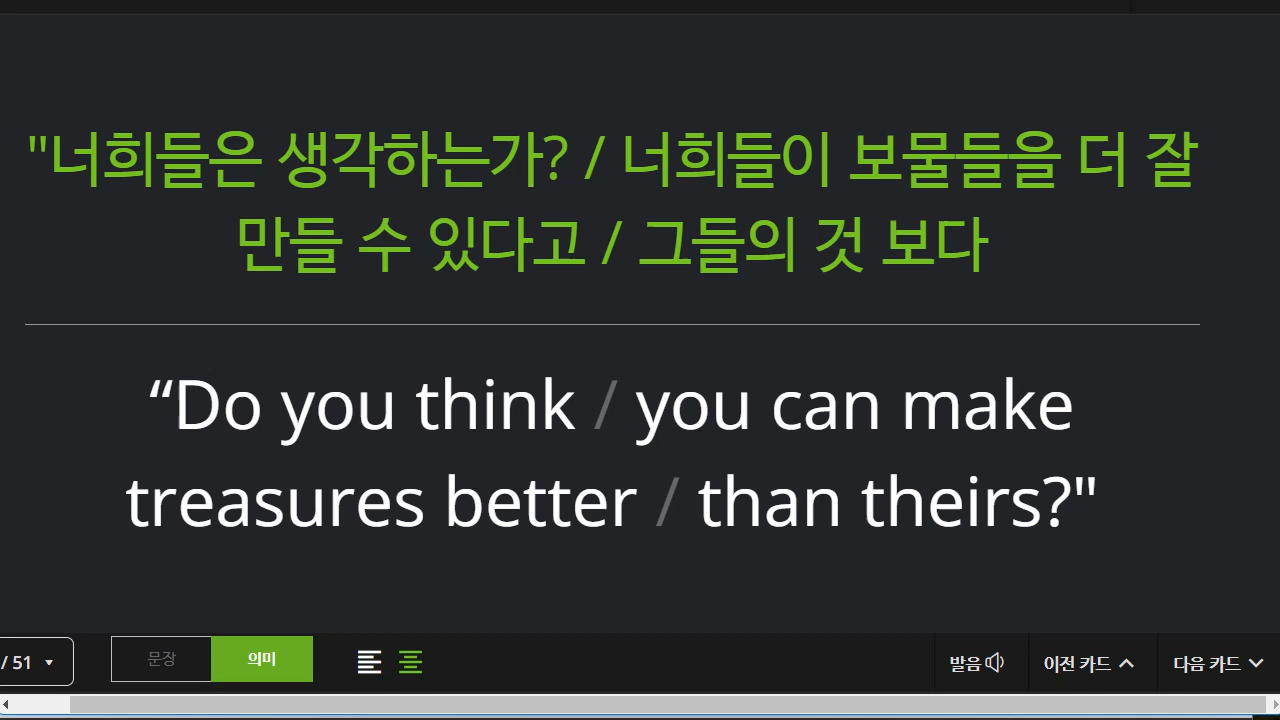 "너희들은 생각하는가? / 너희들이 보물들을 더 잘
만들 수 있다고 / 그들의 것 보다
“Do you think / you can make
treasures better / than theirs?"
/ 51 문장 의미 발음 이전 카드 다음 카드